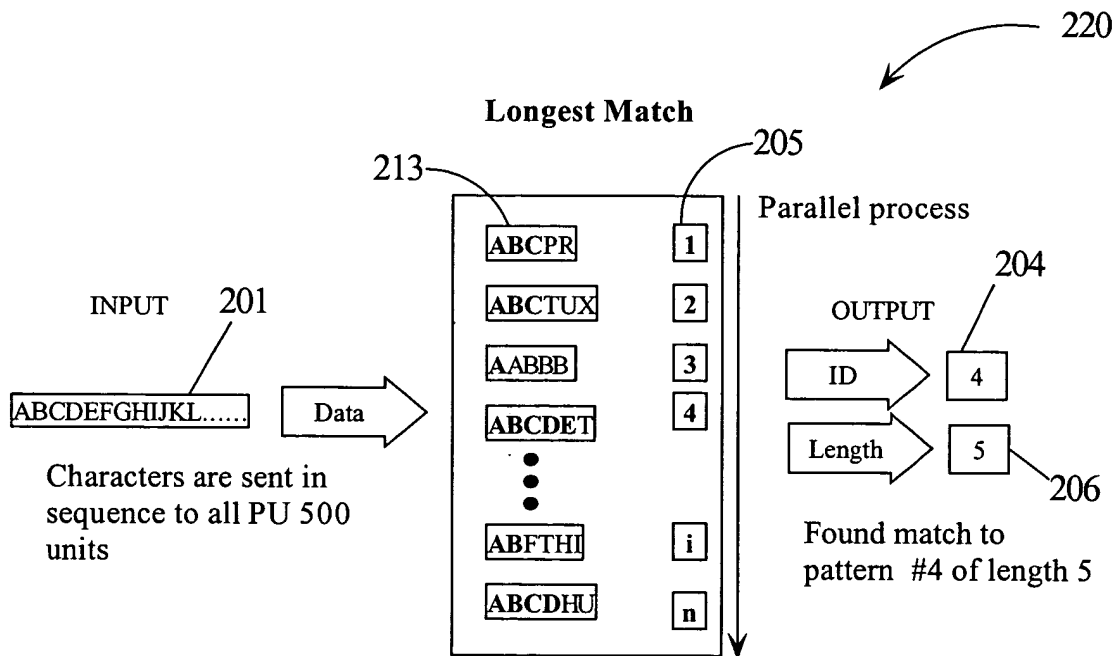 220
Longest Match
213
205
Parallel process
ABCPR
1
INPUT
201
ABCTUX
2
OUTPUT
204
AABBB
3
ID
4
ABCDEFGHIJKL......
Data
ABCDET
4
Length
5
206
Characters are sent in
sequence to all PU 500
units
Found match to
pattern #4 of length 5
ABFTHI
i
ABCDHU
n